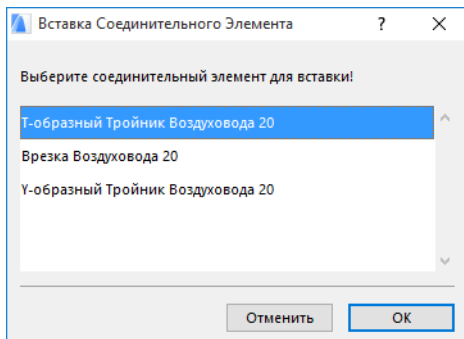 Вставка Соединительного Элемента ? ×
Выберите соединительный элемент для вставки!
Т-образный Тройник Воздуховода 20
Врезка Воздуховода 20
Y-образный Тройник Воздуховода 20
Отменить OK